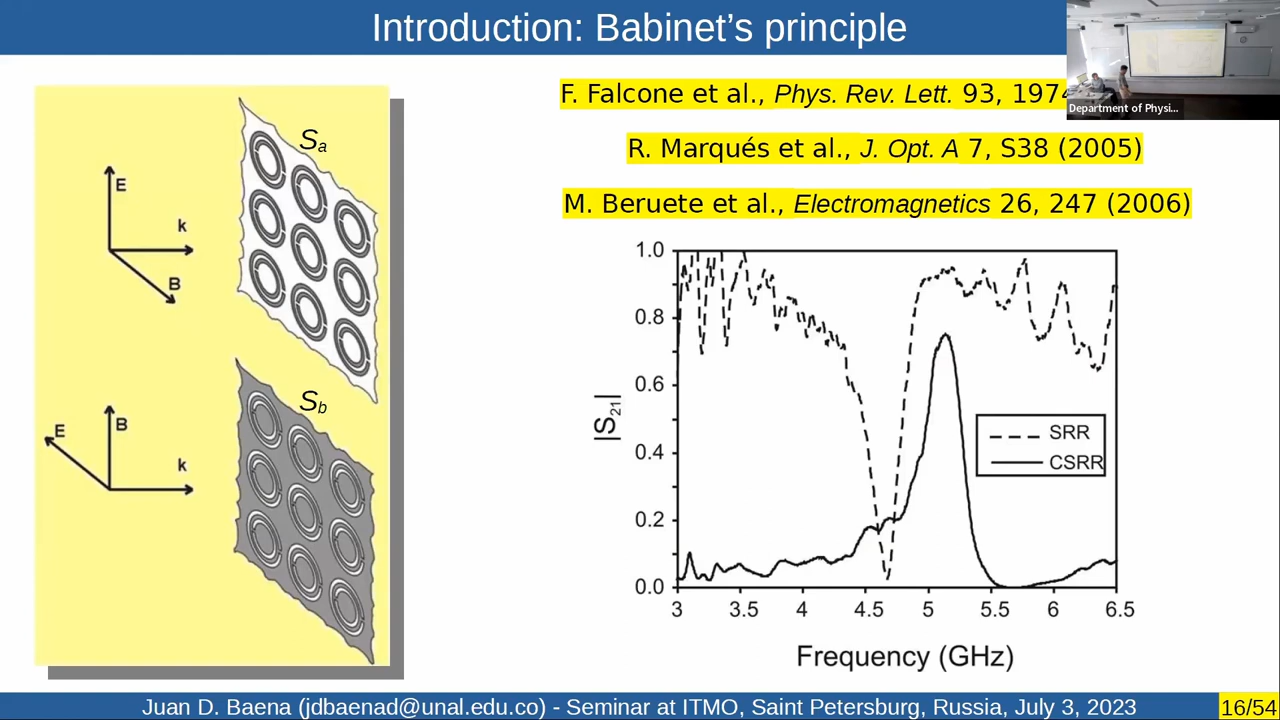 Introduction: Babinet's principle
Department of Physi...
F. Falcone et al., Phys. Rev. Lett. 93, 1974
R. Marqués et al., J. Opt. A 7, S38 (2005)
M. Beruete et al., Electromagnetics 26, 247 (2006)
Sa
E
k
B
Sb
E
B
k
1.0
0.8
0.6
0.4
0.2
0.0
|S21|
SRR
CSRR
3 3.5 4 4.5 5 5.5 6 6.5
Frequency (GHz)
Juan D. Baena (jdbaenad@unal.edu.co) - Seminar at ITMO, Saint Petersburg, Russia, July 3, 2023
16/54